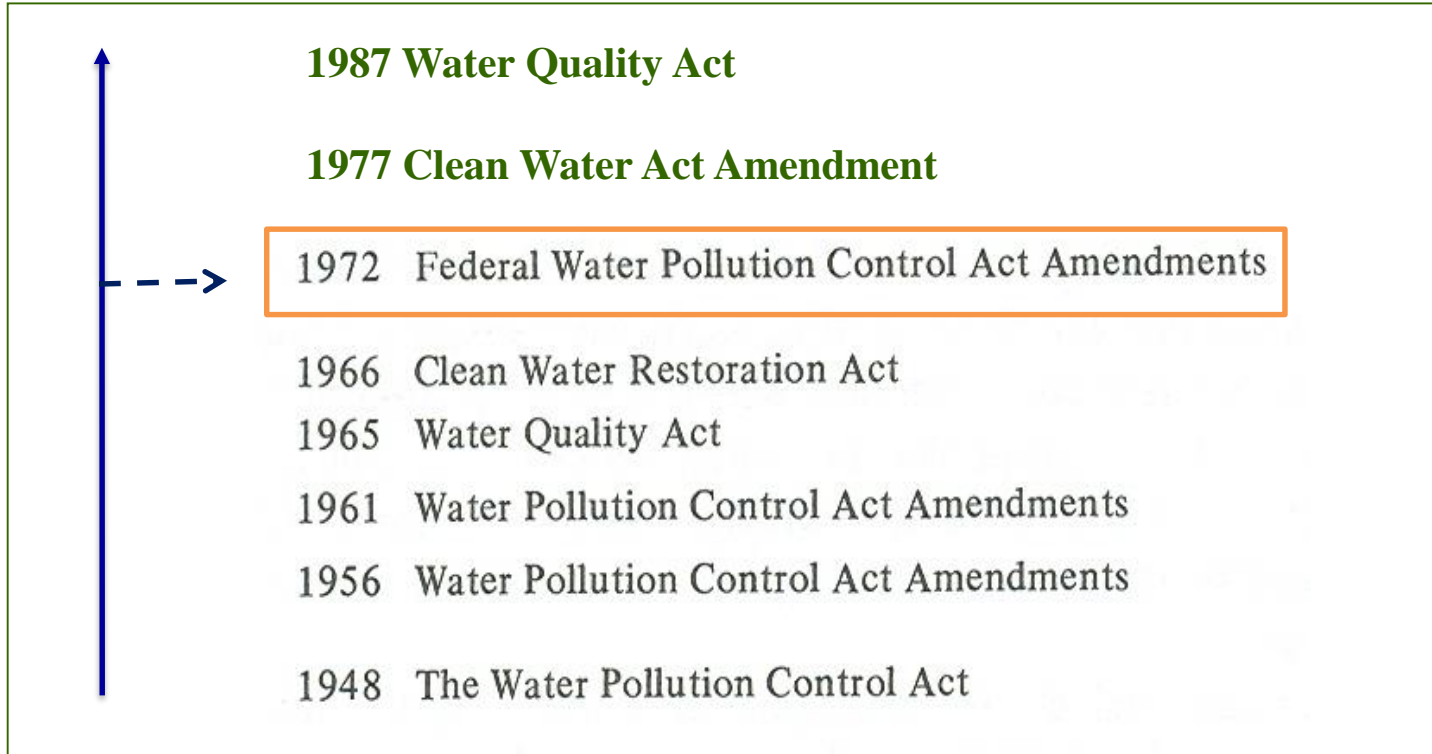 1987 Water Quality Act
1977 Clean Water Act Amendment
1972 Federal Water Pollution Control Act Amendments
1966 Clean Water Restoration Act
1965 Water Quality Act
1961 Water Pollution Control Act Amendments
1956 Water Pollution Control Act Amendments
1948 The Water Pollution Control Act